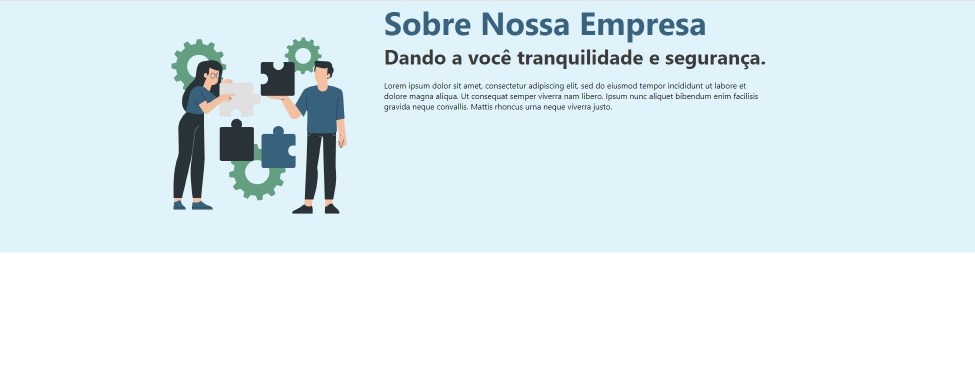 Sobre Nossa Empresa
Dando a você tranquilidade e segurança.
Lorem ipsum dolor sit amet, consectetur adipiscing elit, sed do eiusmod tempor incididunt ut labore et
dolore magna aliqua. Ut consequat semper viverra nam libero. Ipsum nunc aliquet bibendum enim facilisis
gravida neque convallis. Mattis rhoncus urna neque viverra justo.